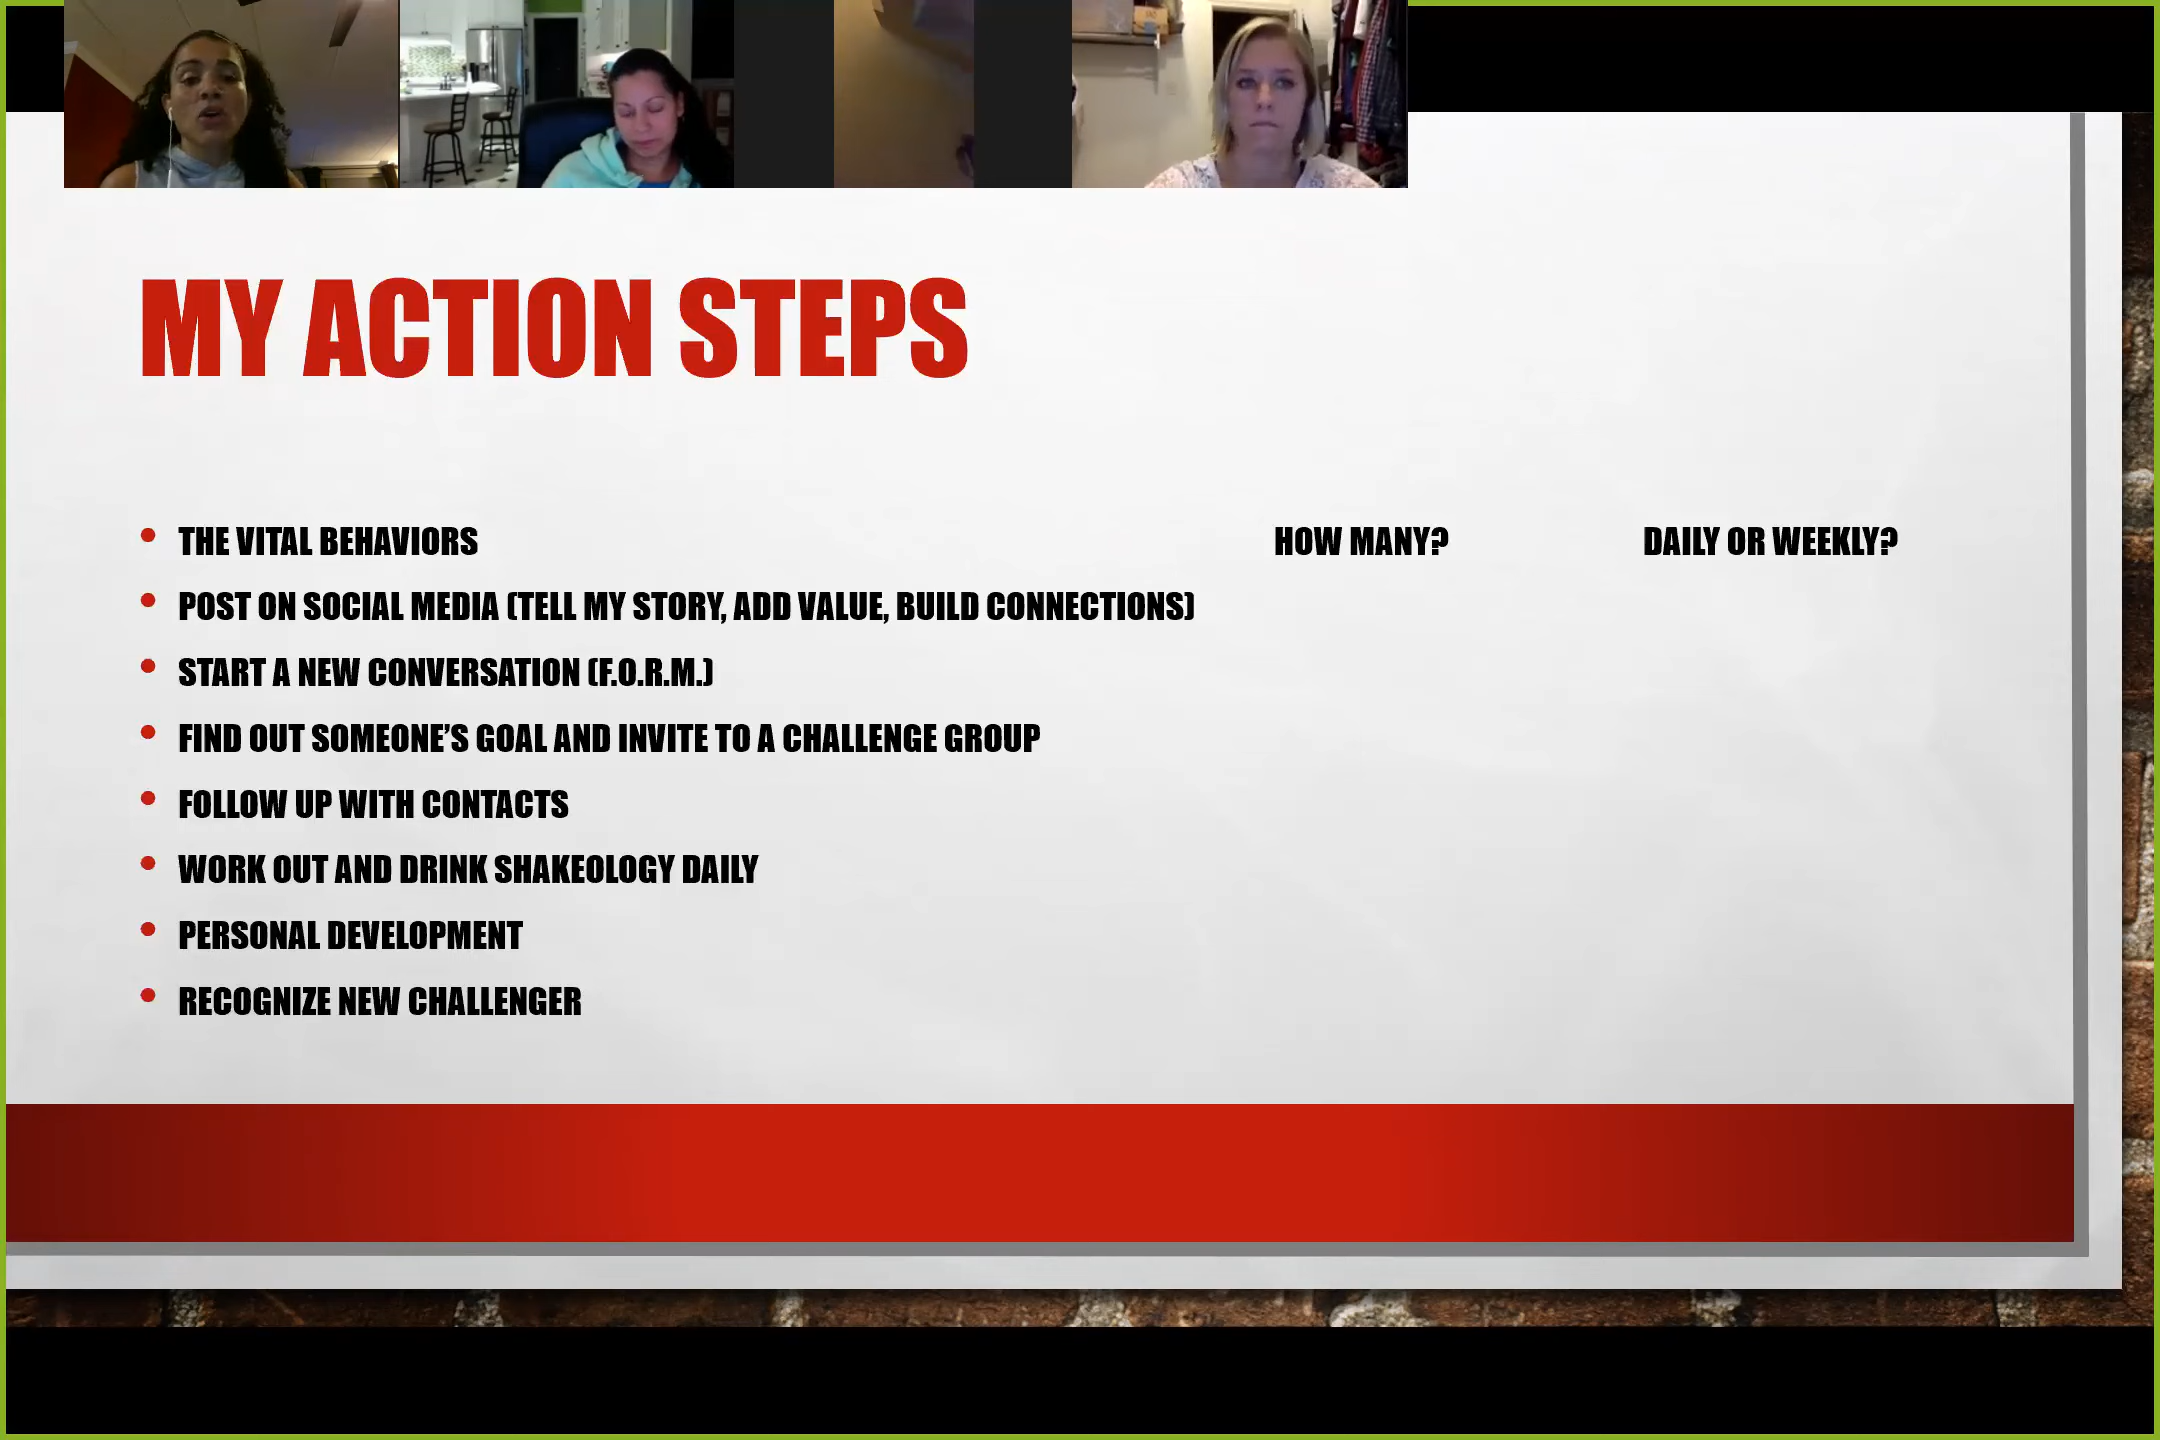 MY ACTION STEPS
THE VITAL BEHAVIORS HOW MANY? DAILY OR WEEKLY?
POST ON SOCIAL MEDIA (TELL MY STORY, ADD VALUE, BUILD CONNECTIONS)
START A NEW CONVERSATION (F.O.R.M.)
FIND OUT SOMEONE’S GOAL AND INVITE TO A CHALLENGE GROUP
FOLLOW UP WITH CONTACTS
WORK OUT AND DRINK SHAKEOLOGY DAILY
PERSONAL DEVELOPMENT
RECOGNIZE NEW CHALLENGER